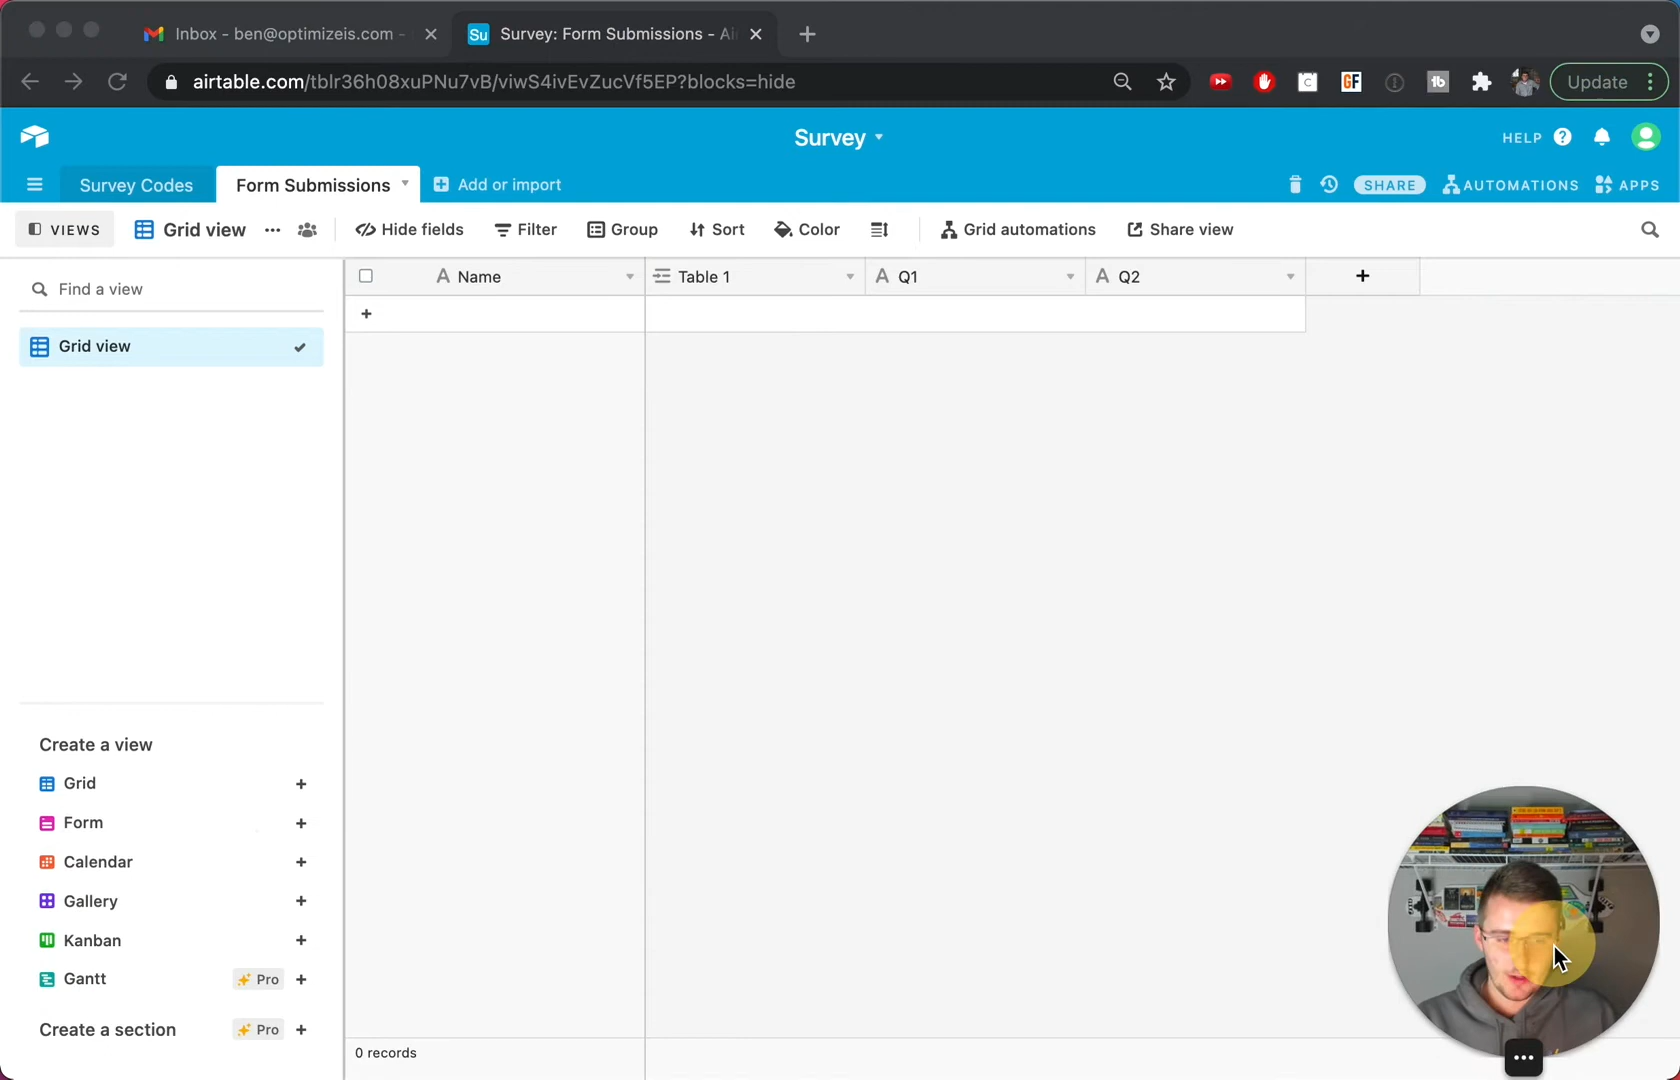 Inbox - ben@optimizeis.com -
Su Survey: Form Submissions - Ai
airtable.com/tblr36h08xuPNu7vB/viwS4ivEvZucVf5EP?blocks=hide
GF
tb
Update
Survey
HELP
Survey Codes
Form Submissions
Add or import
SHARE
AUTOMATIONS
APPS
VIEWS
Grid view
Hide fields
Filter
Group
Sort
Color
Grid automations
Share view
Find a view
A Name
Table 1
A Q1
A Q2
Grid view
Create a view
Grid
Form
Calendar
Gallery
Kanban
Gantt
Pro
Create a section
Pro
0 records